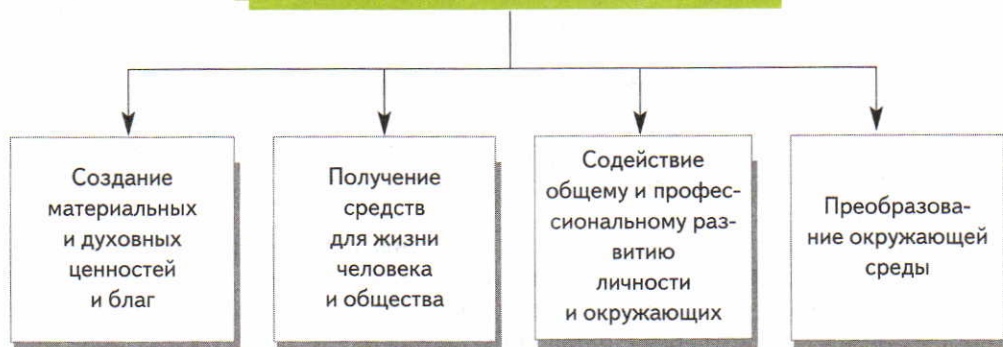 Создание
материальных
и духовных
ценностей
и благ
Получение
средств
для жизни
человека
и общества
Содействие
общему и профес-
сиональному раз-
витию
личности
и окружающих
Преобразова-
ние окружающей
среды